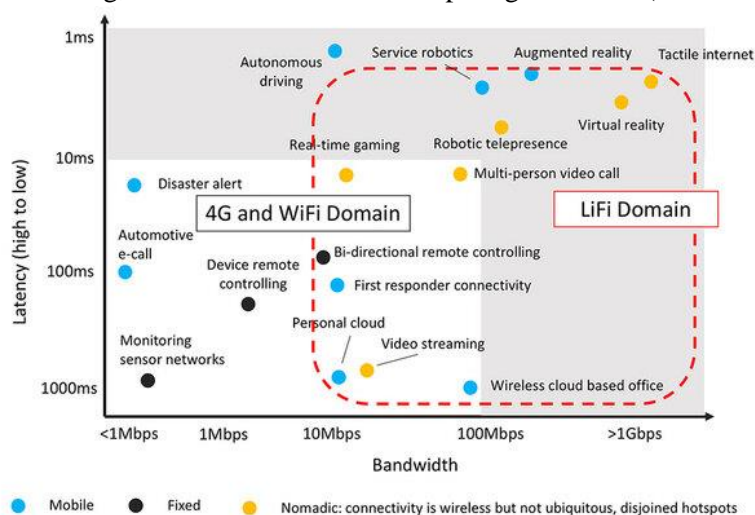 1ms
Service robotics
Augmented reality
Tactile internet
Autonomous
driving
Virtual reality
Real-time gaming
Robotic telepresence
10ms
Multi-person video call
Disaster alert
4G and WiFi Domain
LiFi Domain
Automotive
e-call
Bi-directional remote controlling
Device remote
controlling
100ms
First responder connectivity
Personal cloud
Monitoring
sensor networks
Video streaming
1000ms
Wireless cloud based office
Latency (high to low)
<1Mbps
1Mbps
10Mbps
100Mbps
>1Gbps
Bandwidth
Mobile
Fixed
Nomadic: connectivity is wireless but not ubiquitous, disjoined hotspots